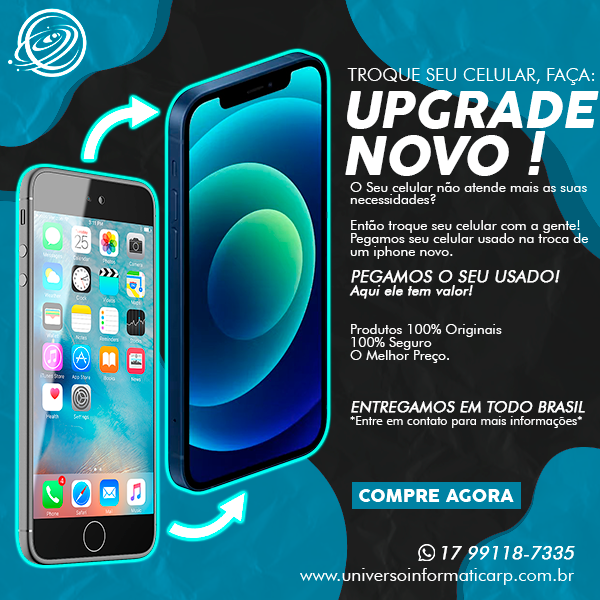 TROQUE SEU CELULAR, FAÇA:
UPGRADE
NOVO !
O Seu celular não atende mais as suas
necessidades?
Então troque seu celular com a gente!
Pegamos seu celular usado na troca de
um iphone novo.
PEGAMOS O SEU USADO!
Aqui ele tem valor!
Produtos 100% Originais
100% Seguro
O Melhor Preço.
ENTREGAMOS EM TODO BRASIL
*Entre em contato para mais informações*
COMPRE AGORA
17 99118-7335
www.universoinformaticarp.com.br